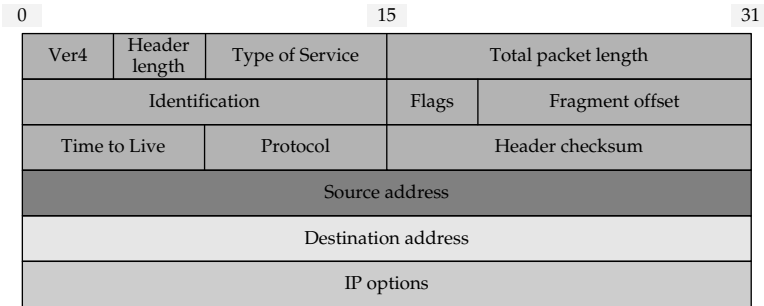 0 15 31
Ver4 Header length Type of Service Total packet length
Identification Flags Fragment offset
Time to Live Protocol Header checksum
Source address
Destination address
IP options